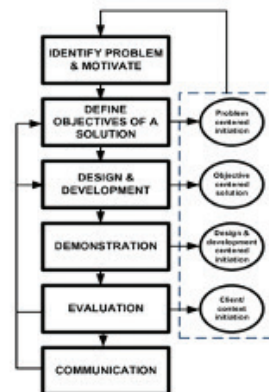 IDENTIFY PROBLEM
& MOTIVATE
DEFINE
OBJECTIVES OF A
SOLUTION
Problem
centered
initiation
DESIGN &
DEVELOPMENT
Objective
centered
solution
DEMONSTRATION
Design &
development
centered
initiation
EVALUATION
Client/
context
initiation
COMMUNICATION